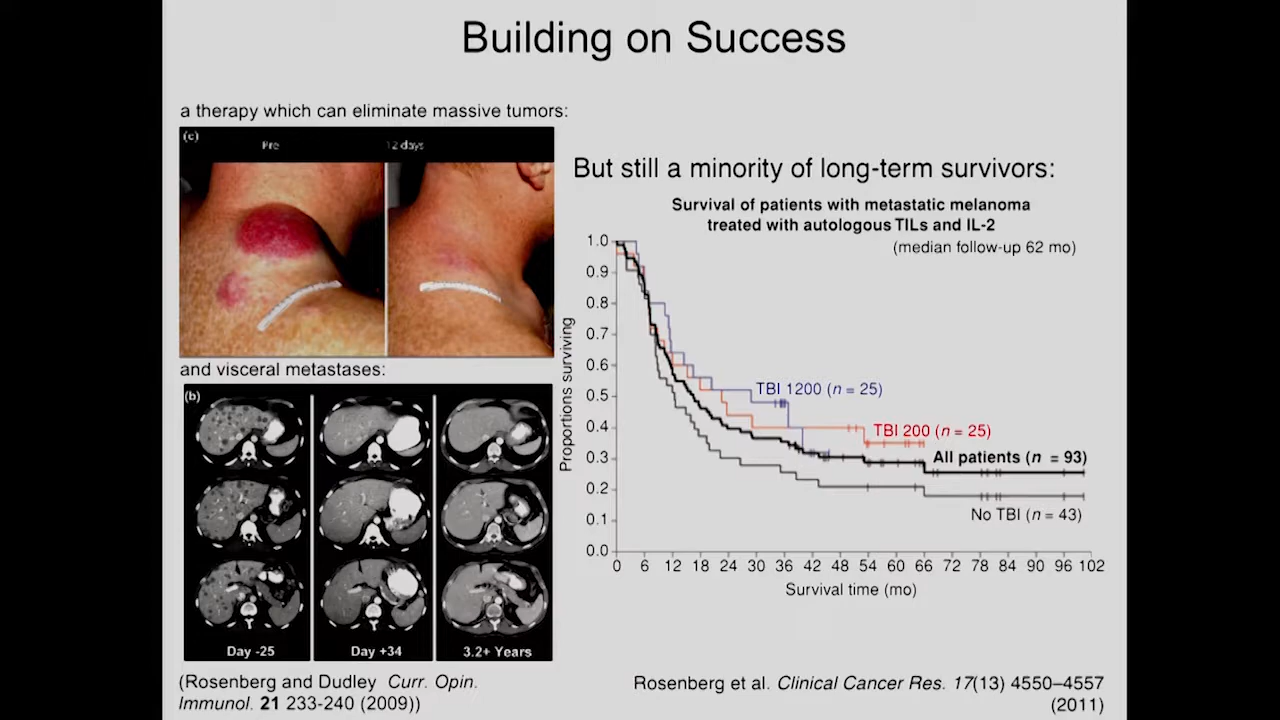 Building on Success
a therapy which can eliminate massive tumors:
(c)
Pre
12 days
and visceral metastases:
(b)
Day -25
Day +34
3.2+ Years
(Rosenberg and Dudley Curr. Opin.
Immunol. 21 233-240 (2009))
But still a minority of long-term survivors:
Survival of patients with metastatic melanoma
treated with autologous TILs and IL-2
(median follow-up 62 mo)
Proportions surviving
1.0
0.9
0.8
0.7
0.6
0.5
0.4
0.3
0.2
0.1
0.0
TBI 1200 (n = 25)
TBI 200 (n = 25)
All patients (n = 93)
No TBI (n = 43)
0 6 12 18 24 30 36 42 48 54 60 66 72 78 84 90 96 102
Survival time (mo)
Rosenberg et al. Clinical Cancer Res. 17(13) 4550–4557
(2011)